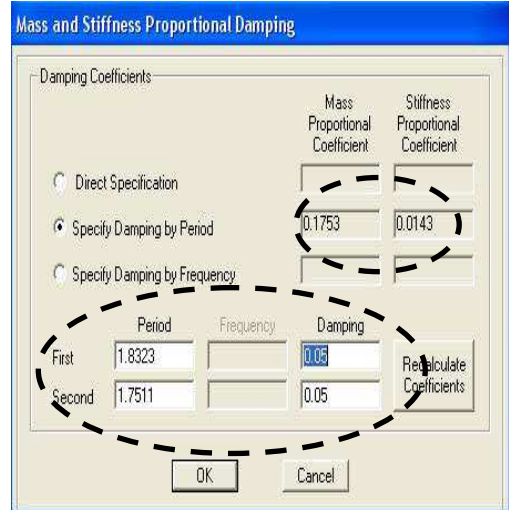 Mass and Stiffness Proportional Damping
Damping Coefficients
Mass Proportional Coefficient
Stiffness Proportional Coefficient
Direct Specification
Specify Damping by Period
0.1753
0.0143
Specify Damping by Frequency
Period
Frequency
Damping
First
1.8323
0.05
Second
1.7511
0.05
Recalculate Coefficients
OK
Cancel